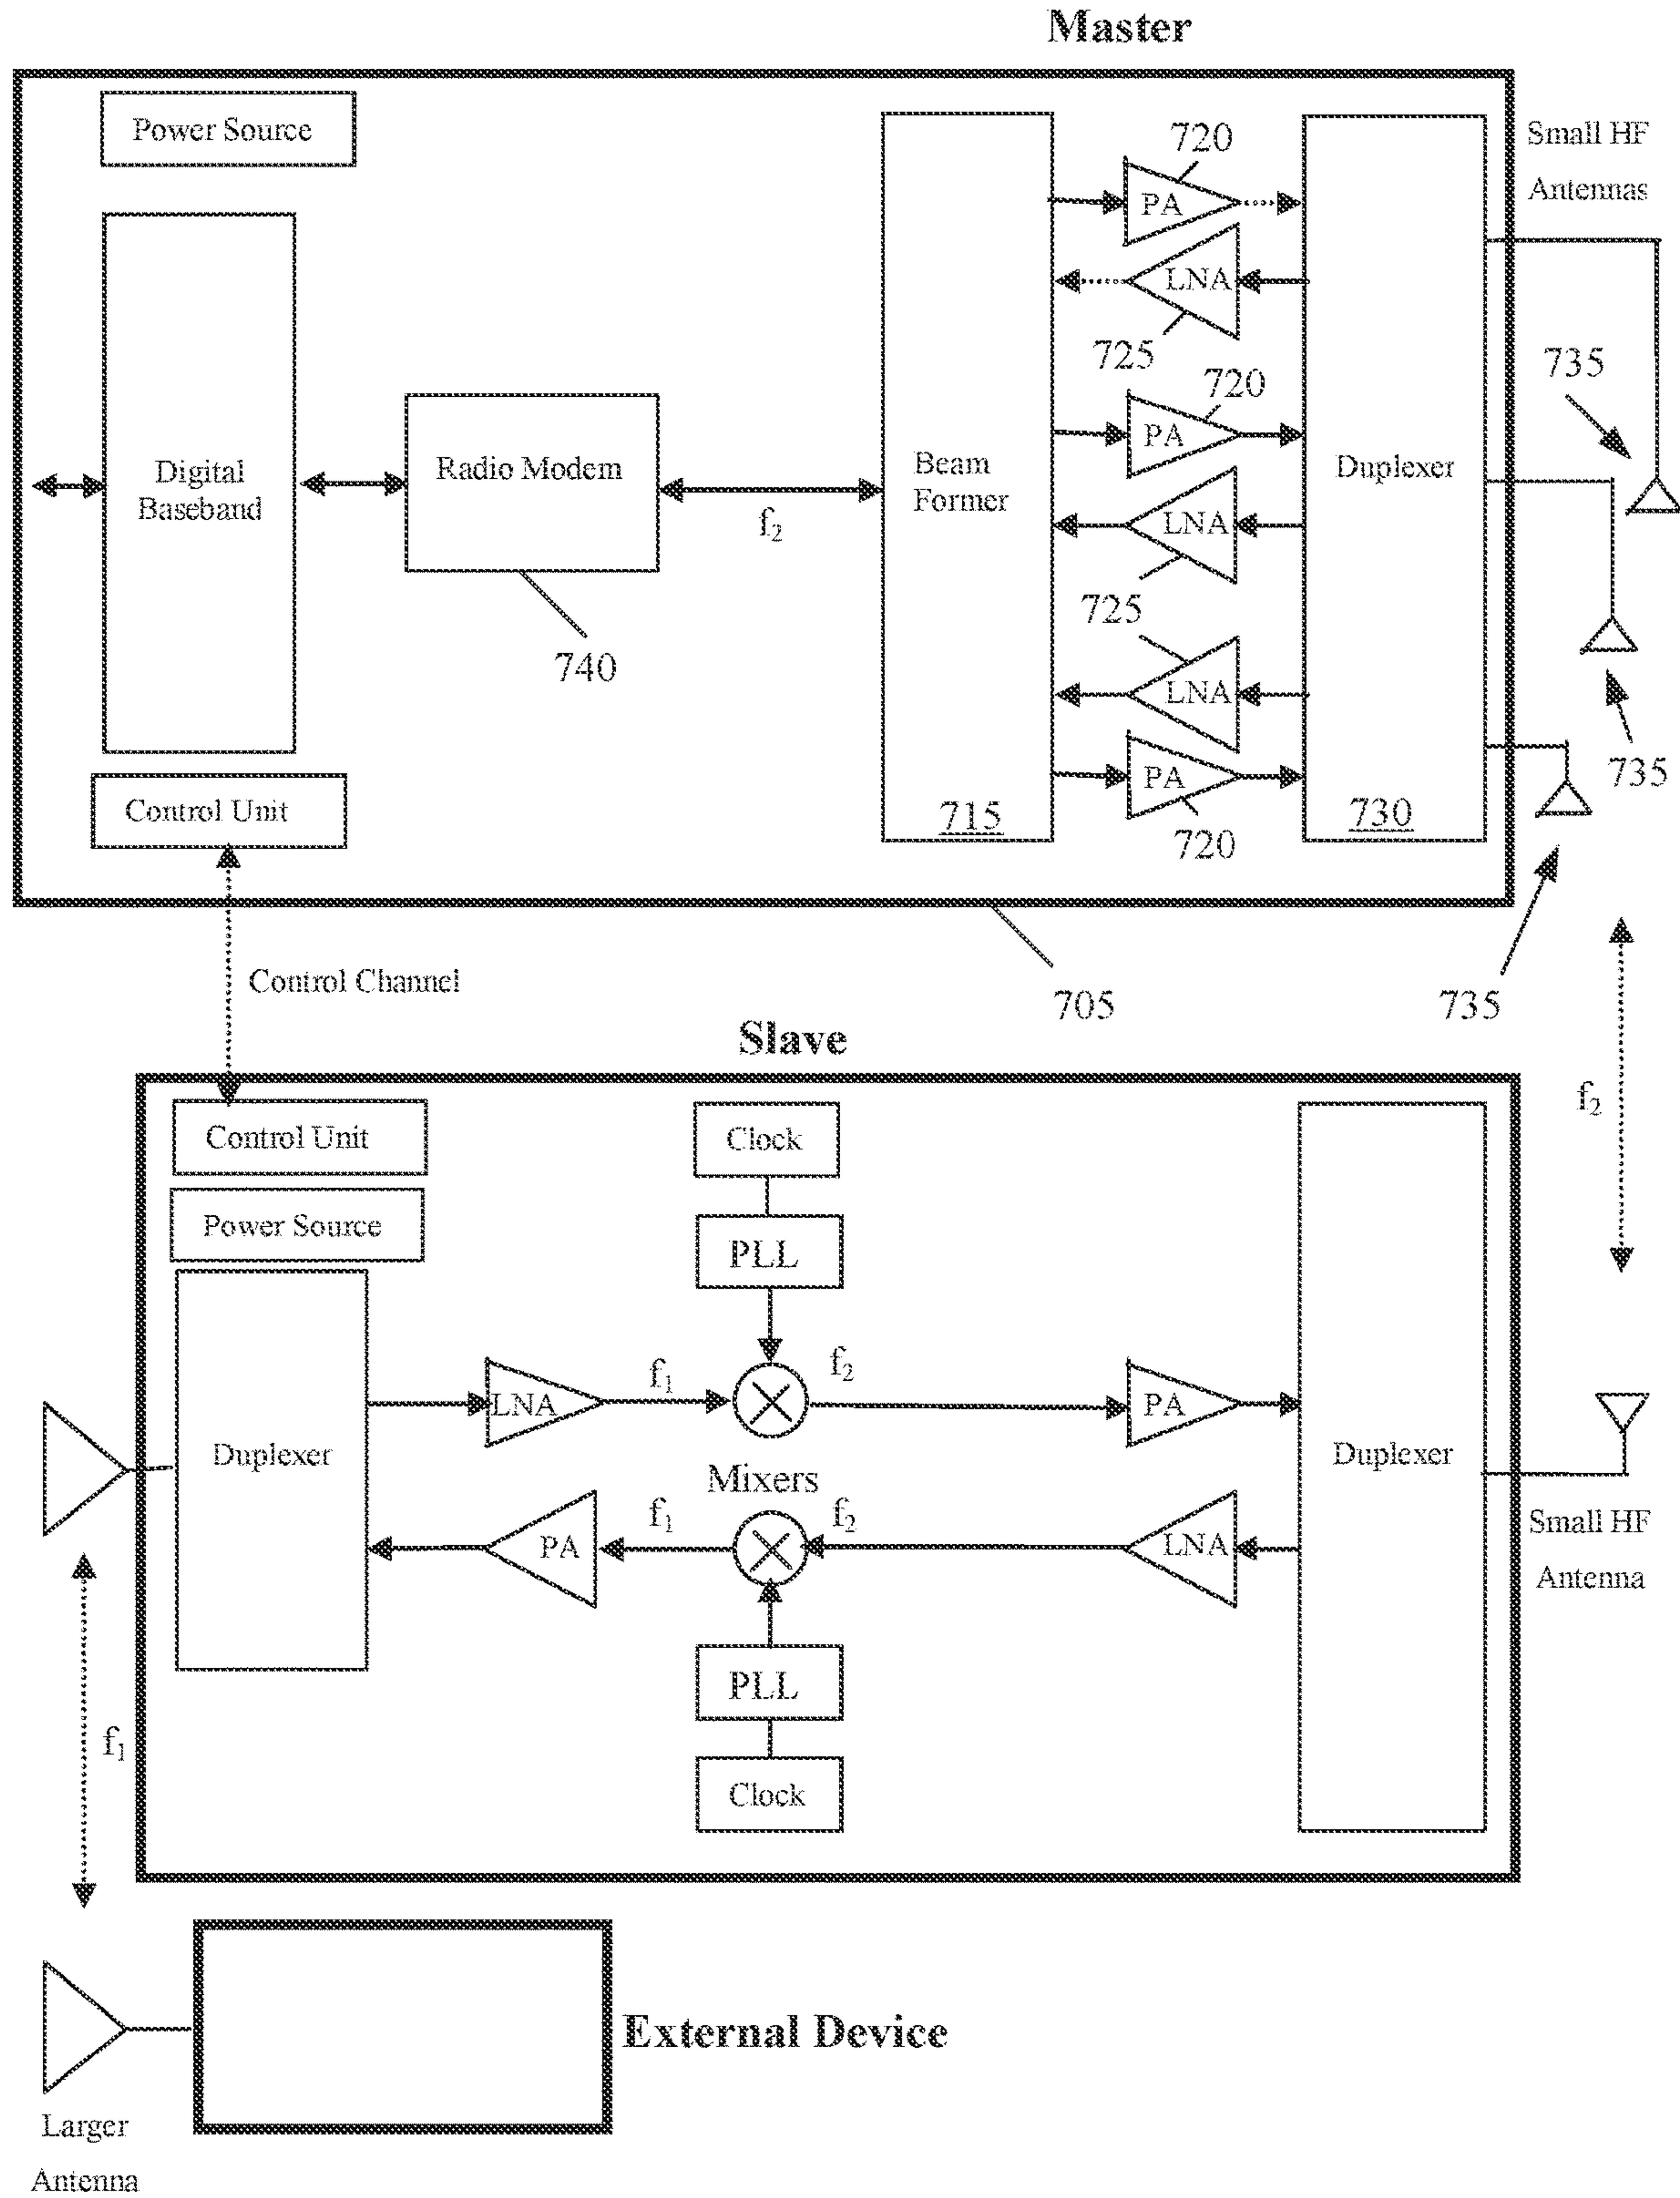 Master
Power Source
720
Small HF
Antennas
PA
LNA
725
735
720
PA
Digital
Baseband
Radio Modem
f2
Beam
Former
Duplexer
LNA
725
740
LNA
735
Control Unit
PA
715
730
720
Control Channel
705
735
Slave
f2
Control Unit
Clock
Power Source
PLL
LNA
f1
f2
PA
Duplexer
Duplexer
Mixers
PA
f1
f2
LNA
Small HF
Antenna
PLL
f1
Clock
External Device
Larger
Antenna